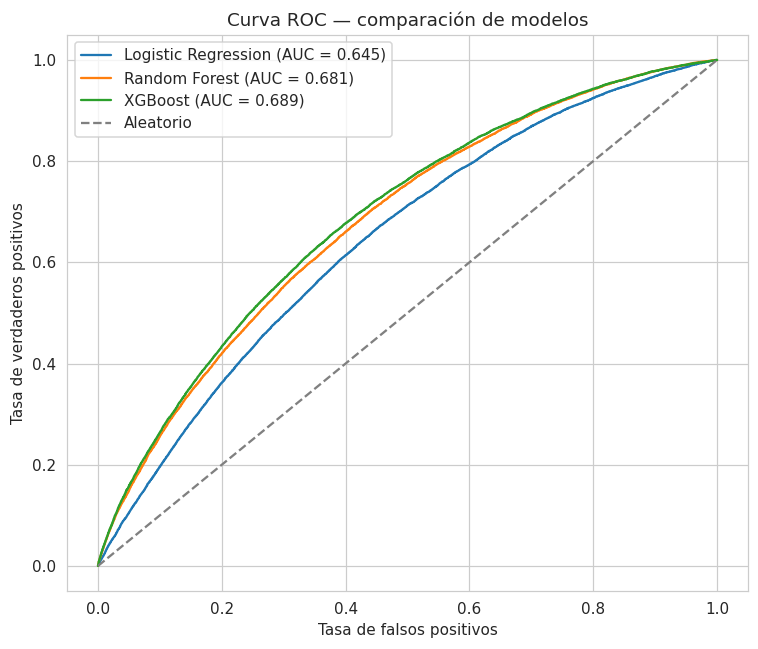 Curva ROC — comparación de modelos
Logistic Regression (AUC = 0.645)
Random Forest (AUC = 0.681)
XGBoost (AUC = 0.689)
Aleatorio
Tasa de verdaderos positivos
1.0
0.8
0.6
0.4
0.2
0.0
0.0 0.2 0.4 0.6 0.8 1.0
Tasa de falsos positivos